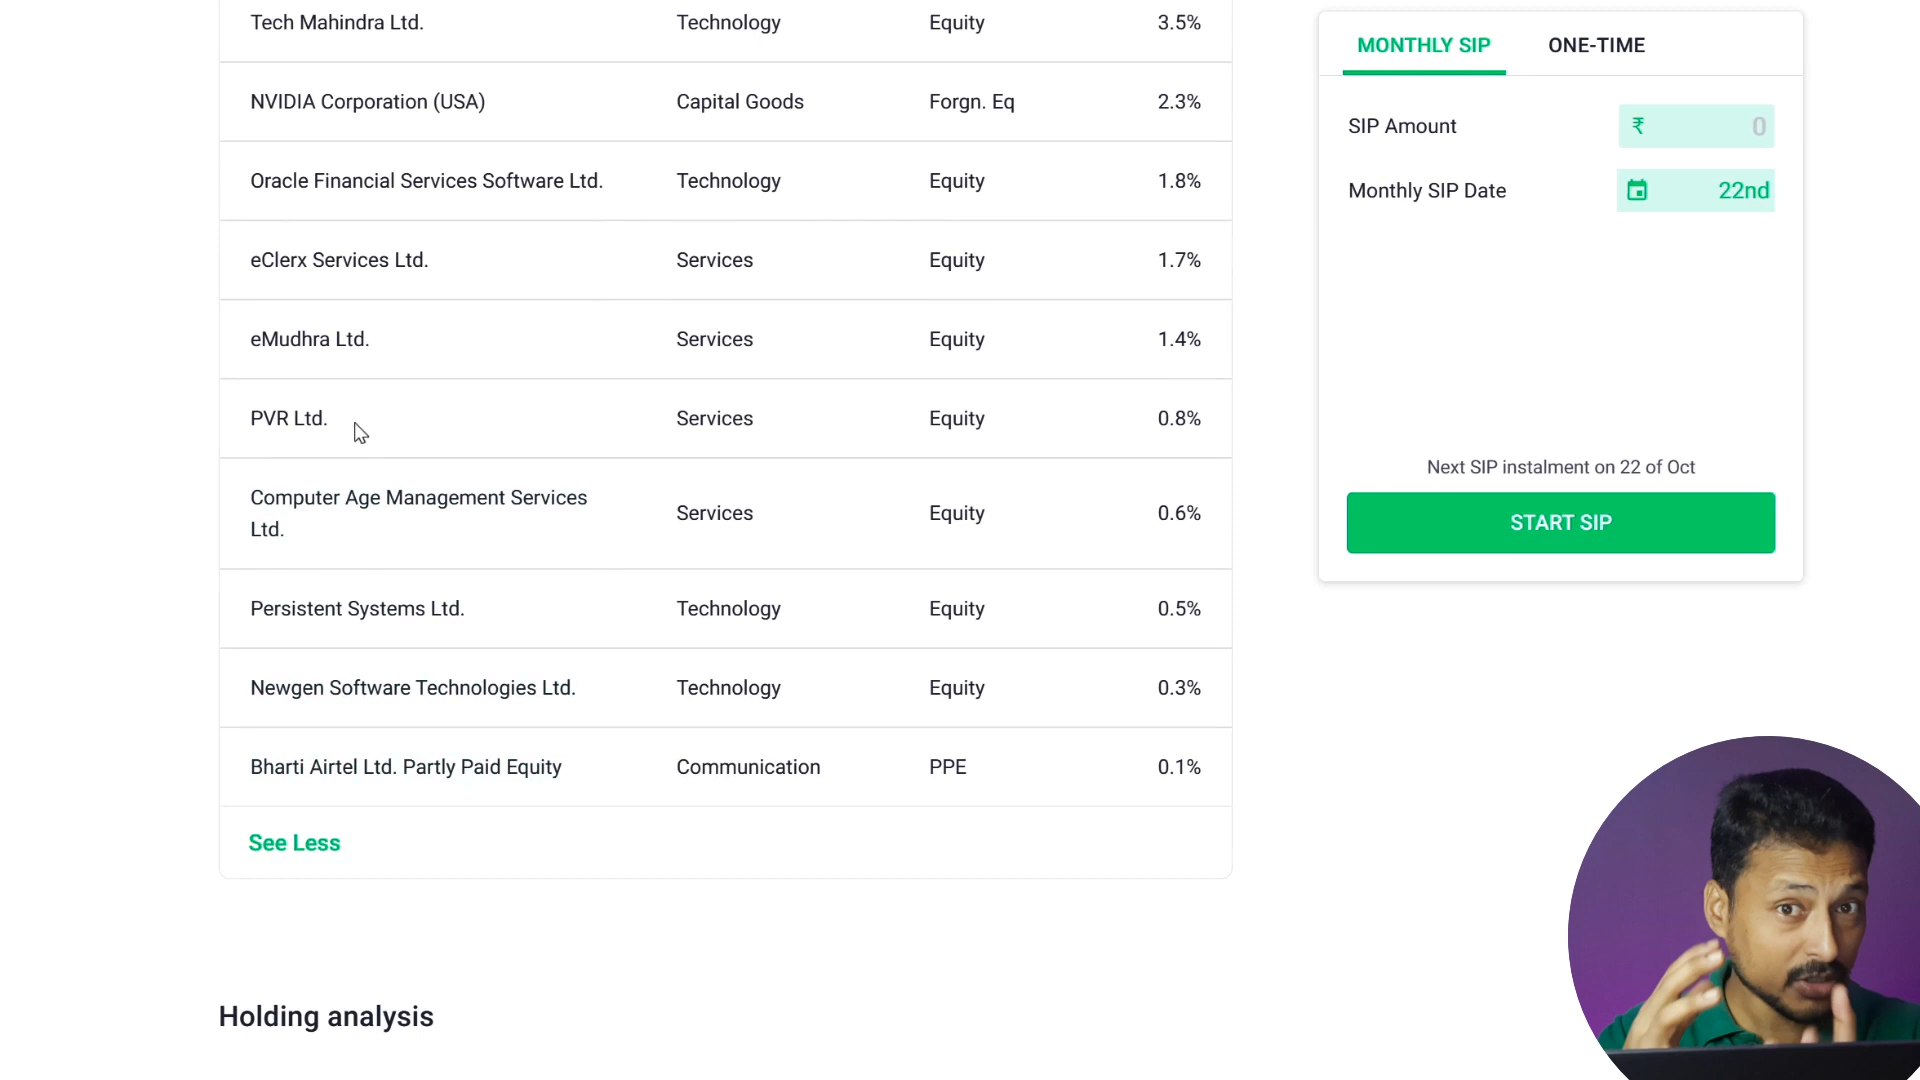 Tech Mahindra Ltd. Technology Equity 3.5%
NVIDIA Corporation (USA) Capital Goods Forgn. Eq 2.3%
Oracle Financial Services Software Ltd. Technology Equity 1.8%
eClerx Services Ltd. Services Equity 1.7%
eMudhra Ltd. Services Equity 1.4%
PVR Ltd. Services Equity 0.8%
Computer Age Management Services
Ltd. Services Equity 0.6%
Persistent Systems Ltd. Technology Equity 0.5%
Newgen Software Technologies Ltd. Technology Equity 0.3%
Bharti Airtel Ltd. Partly Paid Equity Communication PPE 0.1%
See Less
Holding analysis
MONTHLY SIP ONE-TIME
SIP Amount ₹ 0
Monthly SIP Date 22nd
Next SIP instalment on 22 of Oct
START SIP